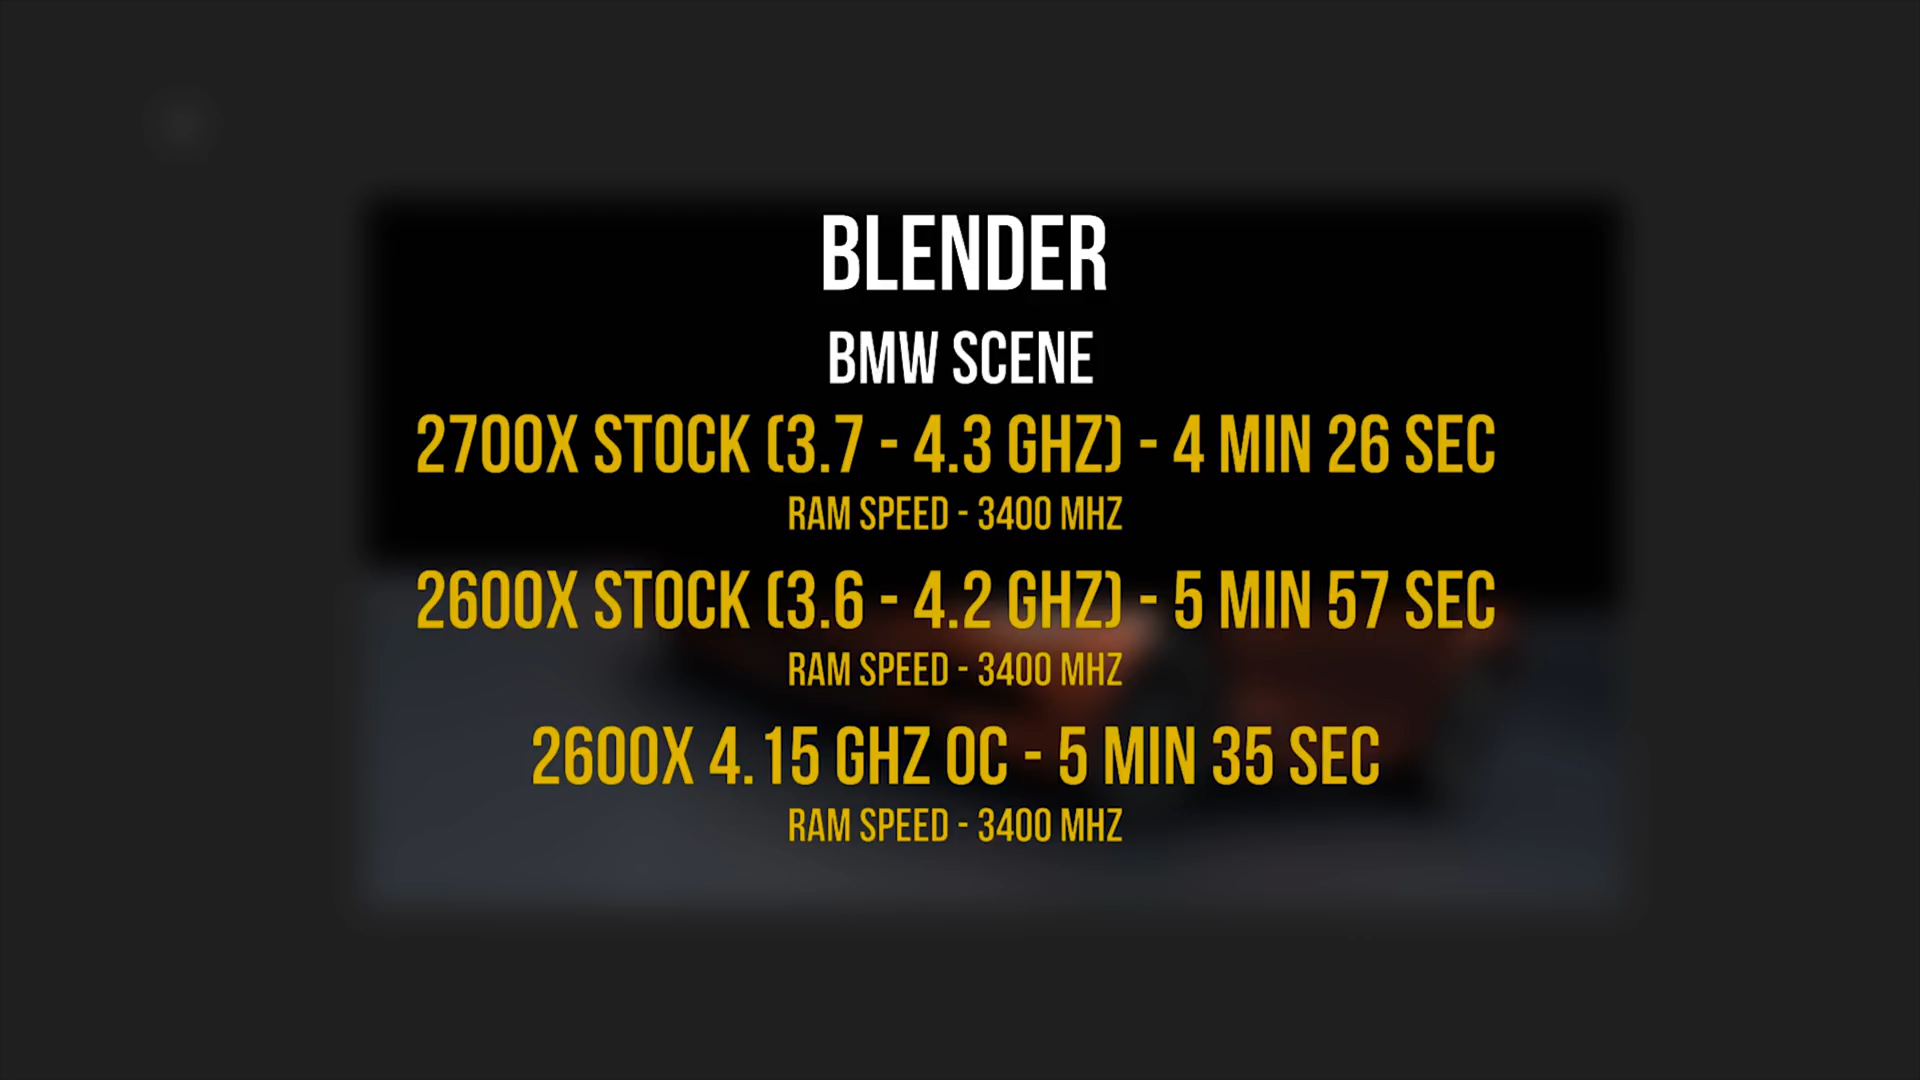 BLENDER
BMW SCENE
2700X STOCK (3.7 - 4.3 GHZ) - 4 MIN 26 SEC
RAM SPEED - 3400 MHZ
2600X STOCK (3.6 - 4.2 GHZ) - 5 MIN 57 SEC
RAM SPEED - 3400 MHZ
2600X 4.15 GHZ OC - 5 MIN 35 SEC
RAM SPEED - 3400 MHZ